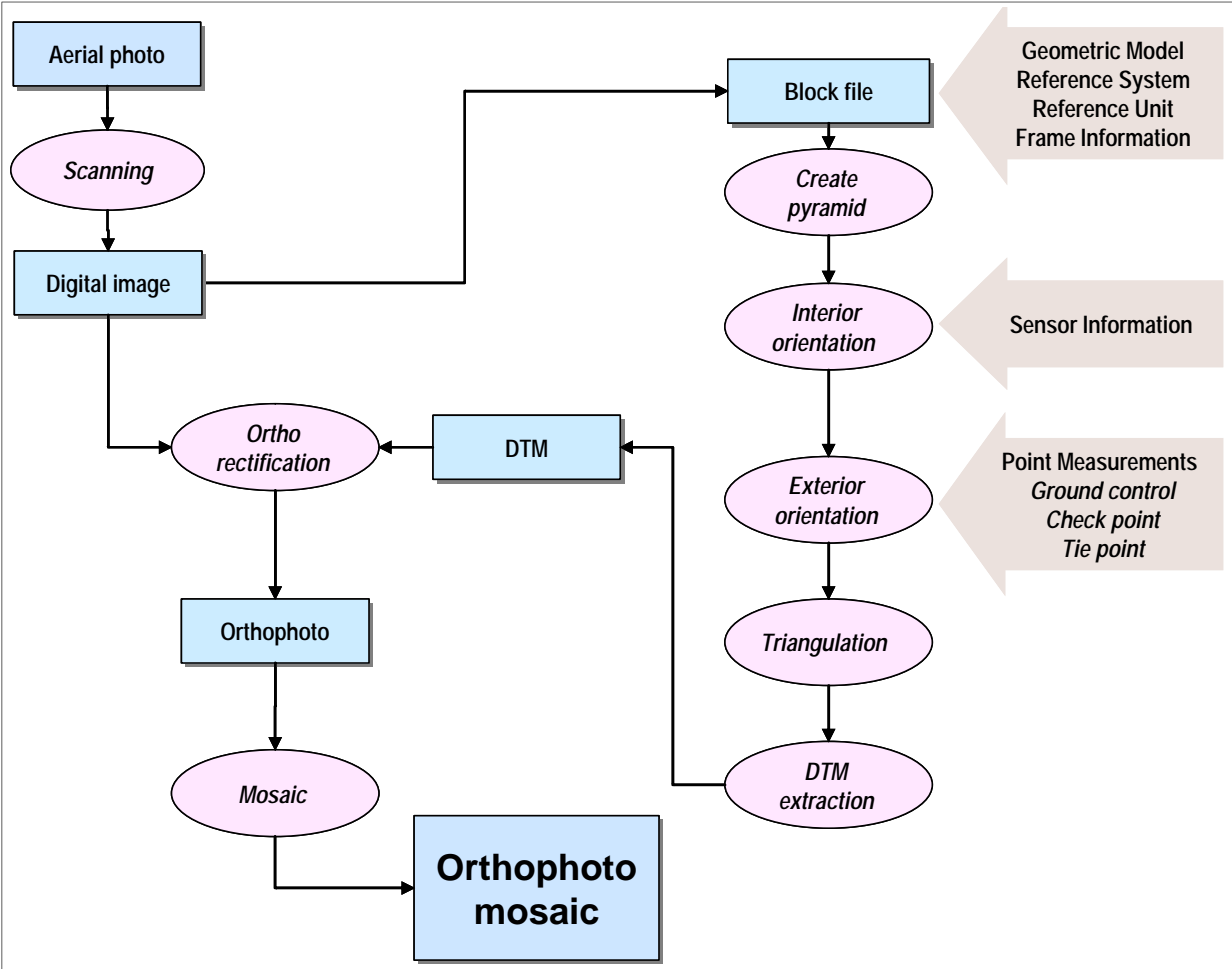 Aerial photo
Scanning
Digital image
Block file
Geometric Model
Reference System
Reference Unit
Frame Information
Create
pyramid
Interior
orientation
Sensor Information
Ortho
rectification
DTM
Exterior
orientation
Point Measurements
Ground control
Check point
Tie point
Orthophoto
Triangulation
Mosaic
DTM
extraction
Orthophoto
mosaic